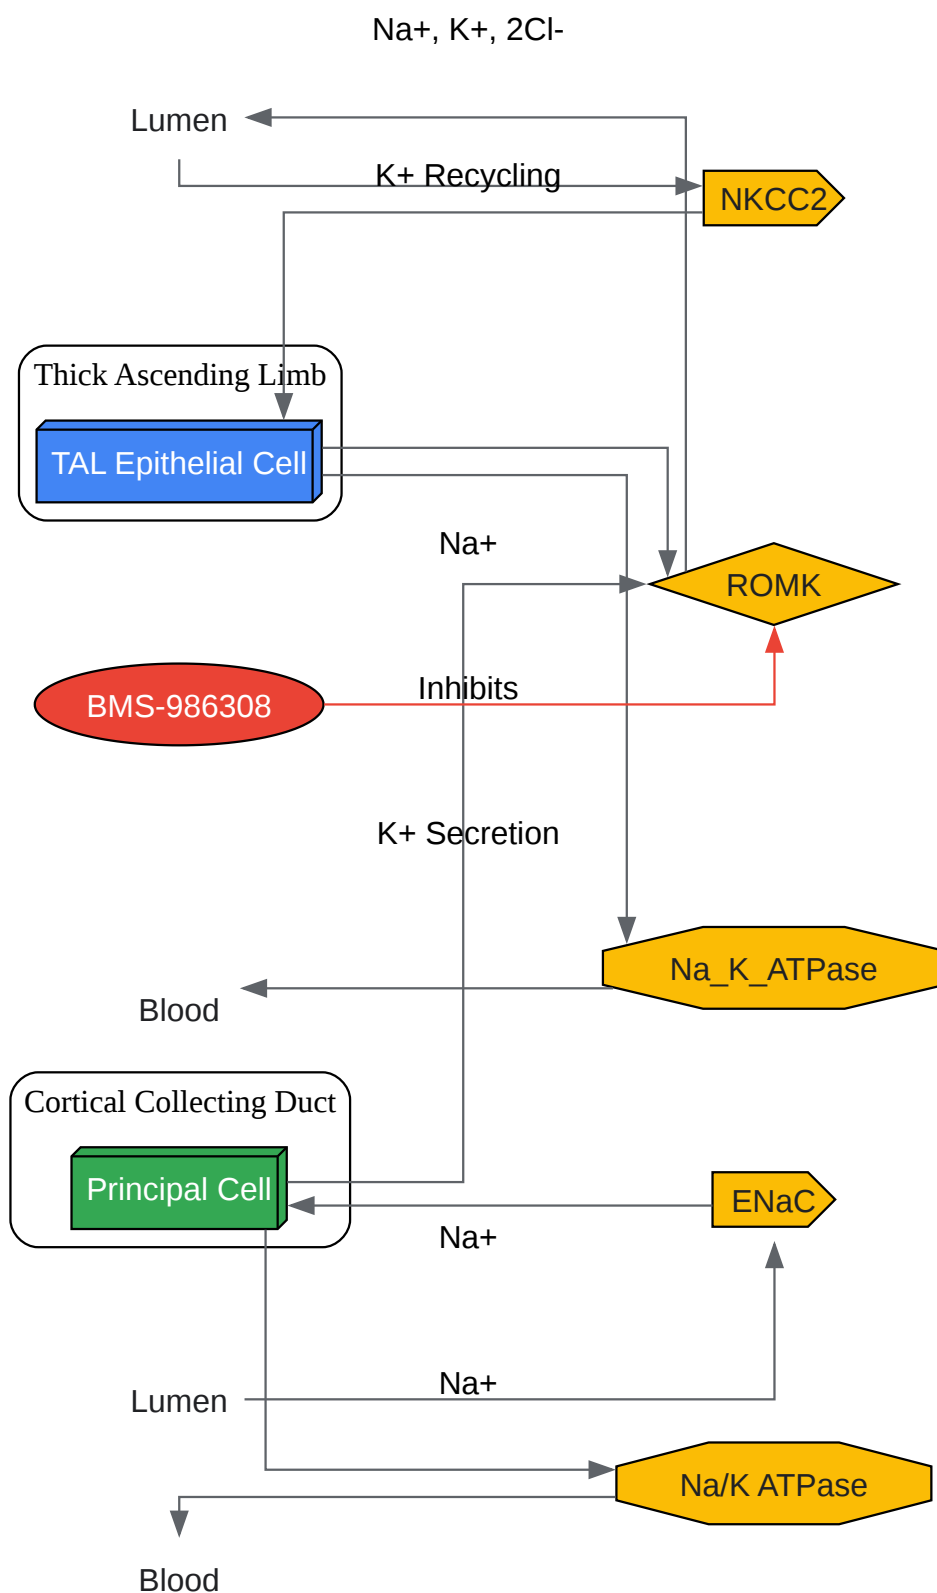 Na+, K+, 2Cl-
Lumen
K+ Recycling
NKCC2
Thick Ascending Limb
TAL Epithelial Cell
Na+
ROMK
Inhibits
BMS-986308
K+ Secretion
Na_K_ATPase
Blood
Cortical Collecting Duct
Principal Cell
ENaC
Na+
Na+
Lumen
Na/K ATPase
Blood